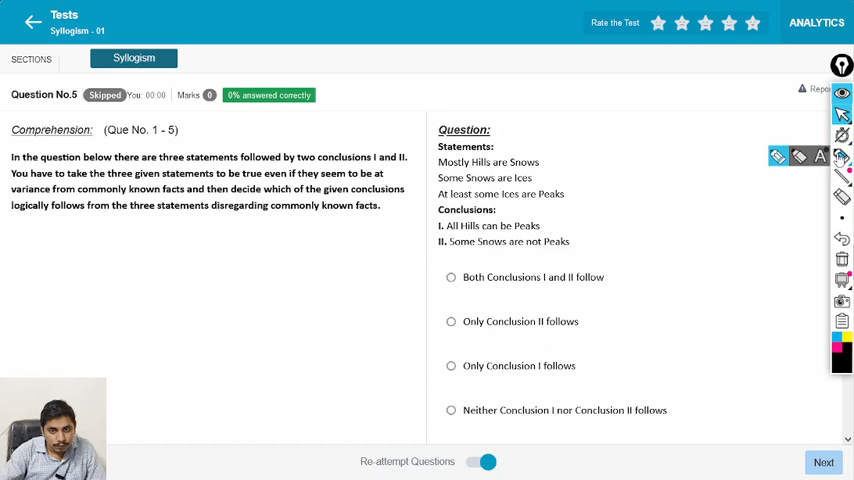 Tests
Syllogism - 01
Rate the Test
ANALYTICS
SECTIONS
Syllogism
Question No.5
Skipped
You: 00:00
Marks 0
0% answered correctly
Comprehension: (Que No. 1 - 5)
In the question below there are three statements followed by two conclusions I and II.
You have to take the three given statements to be true even if they seem to be at
variance from commonly known facts and then decide which of the given conclusions
logically follows from the three statements disregarding commonly known facts.
Question:
Statements:
Mostly Hills are Snows
Some Snows are Ices
At least some Ices are Peaks
Conclusions:
I. All Hills can be Peaks
II. Some Snows are not Peaks
Both Conclusions I and II follow
Only Conclusion II follows
Only Conclusion I follows
Neither Conclusion I nor Conclusion II follows
Re-attempt Questions
Next
A